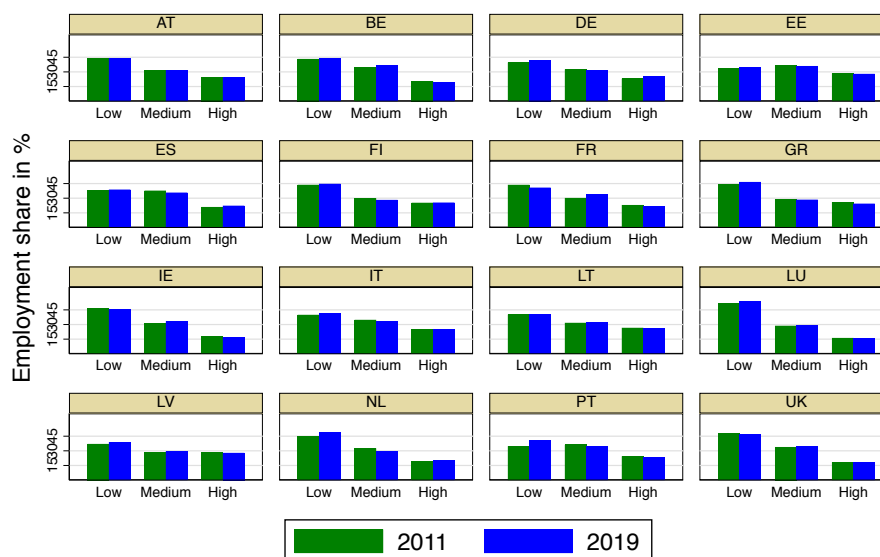 AT BE DE EE
153045
Low Medium High Low Medium High Low Medium High Low Medium High
ES FI FR GR
153045
Low Medium High Low Medium High Low Medium High Low Medium High
IE IT LT LU
153045
Low Medium High Low Medium High Low Medium High Low Medium High
LV NL PT UK
153045
Low Medium High Low Medium High Low Medium High Low Medium High
Employment share in %
2011 2019